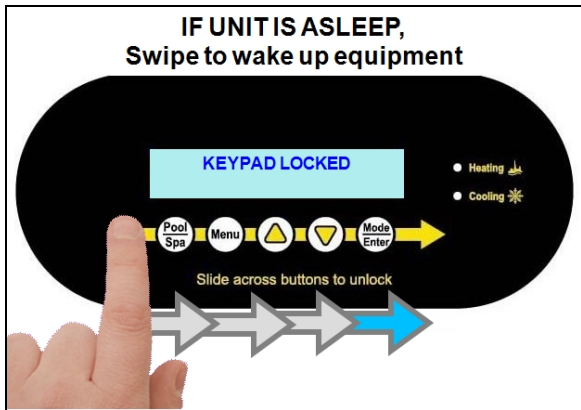 IF UNIT IS ASLEEP,
Swipe to wake up equipment
KEYPAD LOCKED
Heating
Cooling
Pool
Spa
Menu
Mode
Enter
Slide across buttons to unlock